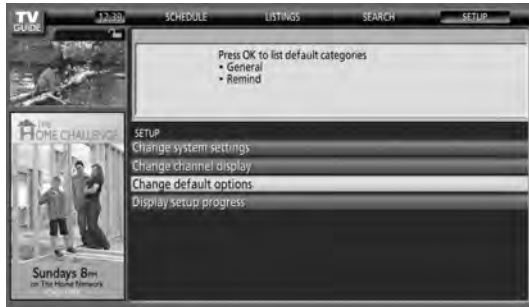 TV
GUIDE
12:39
SCHEDULE
LISTINGS
SEARCH
SETUP
Press OK to list default categories
• General
• Remind
THE
HOME CHALLENGE
SETUP
Change system settings
Change channel display
Change default options
Display setup progress
Sundays 8PM
on The Home Network